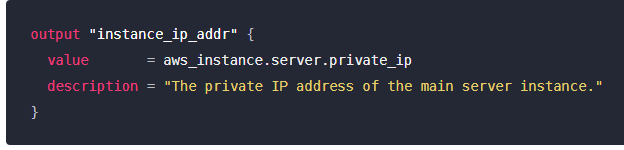 output "instance_ip_addr" {
  value       = aws_instance.server.private_ip
  description = "The private IP address of the main server instance."
}